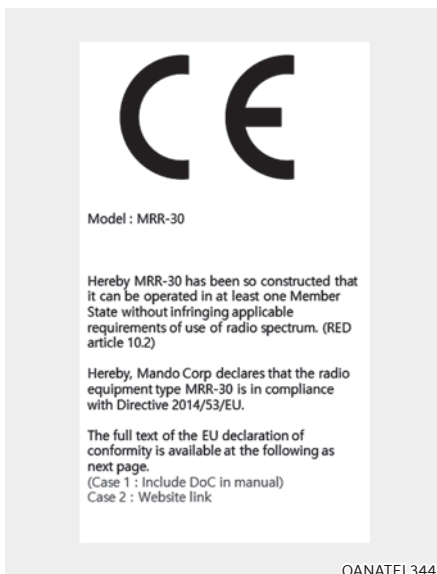 CE
Model : MRR-30
Hereby MRR-30 has been so constructed that
it can be operated in at least one Member
State without infringing applicable
requirements of use of radio spectrum. (RED
article 10.2)
Hereby, Mando Corp declares that the radio
equipment type MRR-30 is in compliance
with Directive 2014/53/EU.
The full text of the EU declaration of
conformity is available at the following as
next page.
(Case 1 : Include DoC in manual)
Case 2 : Website link
OANATEL344